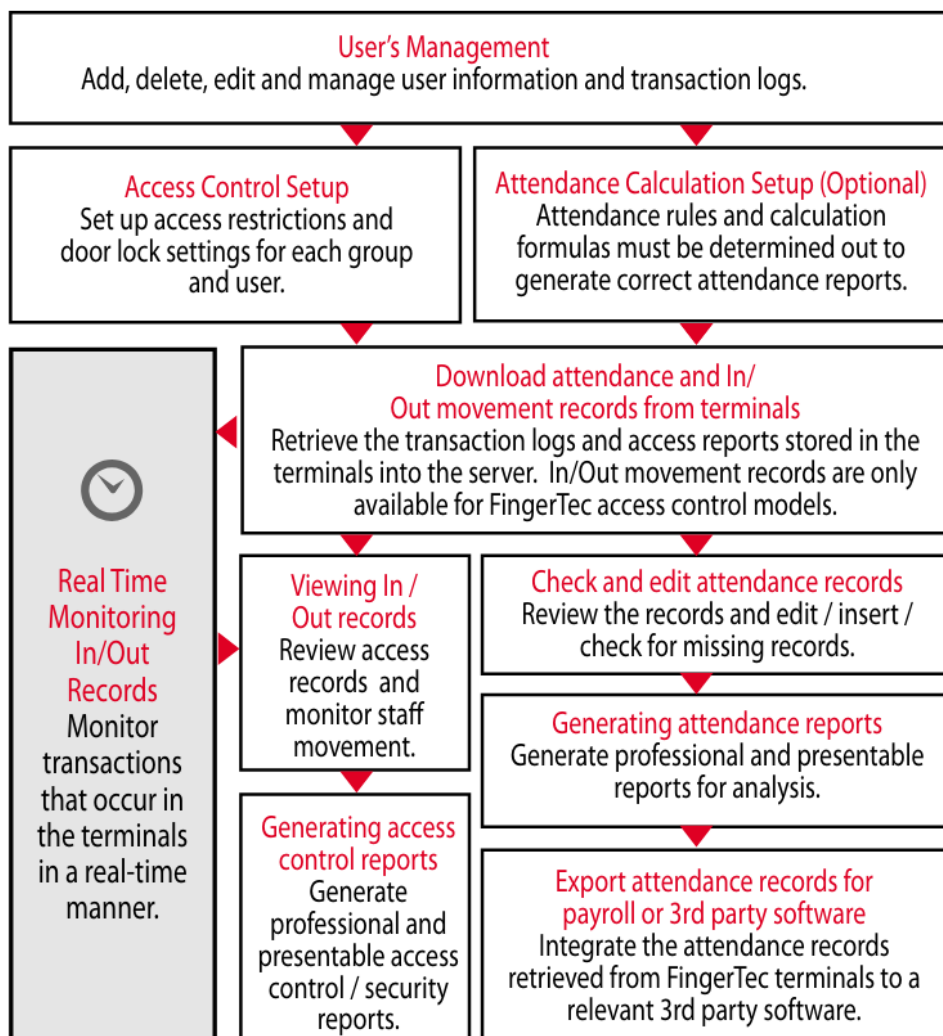 User's Management
Add, delete, edit and manage user information and transaction logs.
Access Control Setup
Set up access restrictions and
door lock settings for each group
and user.
Attendance Calculation Setup (Optional)
Attendance rules and calculation
formulas must be determined out to
generate correct attendance reports.
Download attendance and In/
Out movement records from terminals
Retrieve the transaction logs and access reports stored in the
terminals into the server. In/Out movement records are only
available for FingerTec access control models.
Real Time
Monitoring
In/Out
Records
Monitor
transactions
that occur in
the terminals
in a real-time
manner.
Viewing In /
Out records
Review access
records and
monitor staff
movement.
Check and edit attendance records
Review the records and edit / insert /
check for missing records.
Generating attendance reports
Generate professional and presentable
reports for analysis.
Generating access
control reports
Generate
professional and
presentable access
control / security
reports.
Export attendance records for
payroll or 3rd party software
Integrate the attendance records
retrieved from FingerTec terminals to a
relevant 3rd party software.